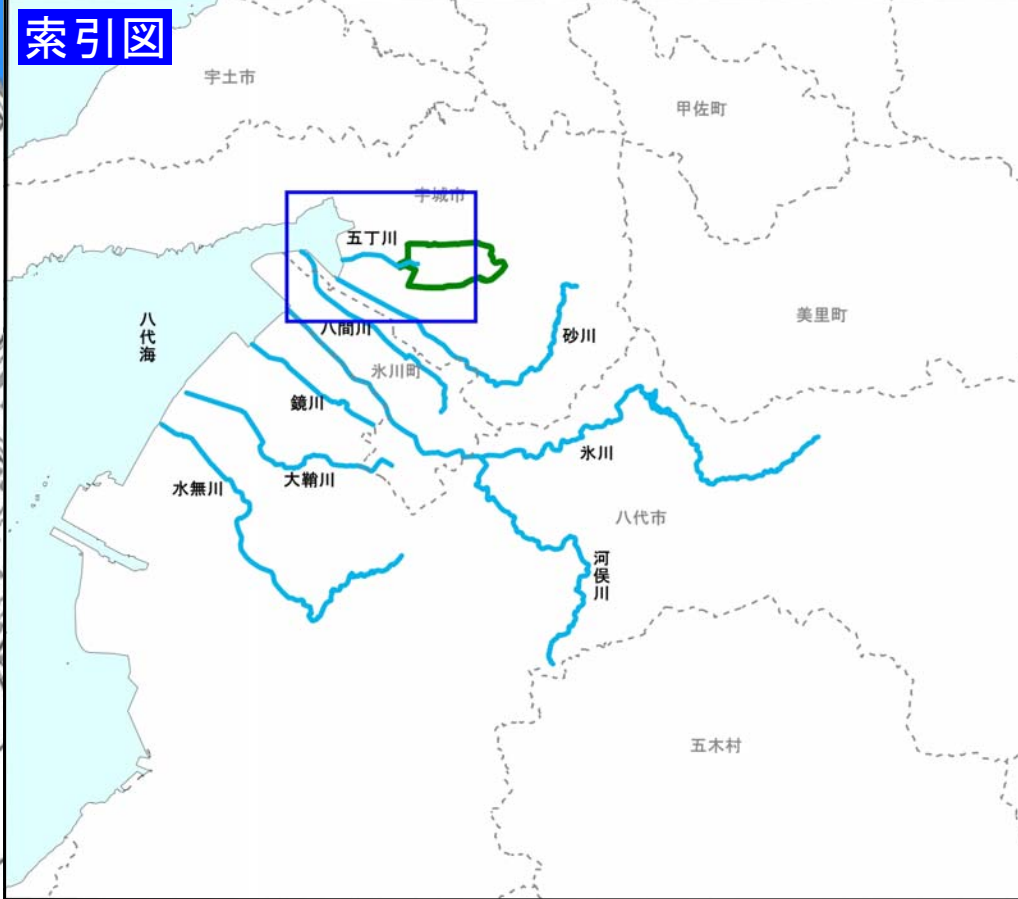 索引図
宇土市
甲佐町
宇城市
五丁川
美里町
八代海
八間川
砂川
氷川町
鏡川
氷川
大鞘川
水無川
八代市
河俣川
五木村